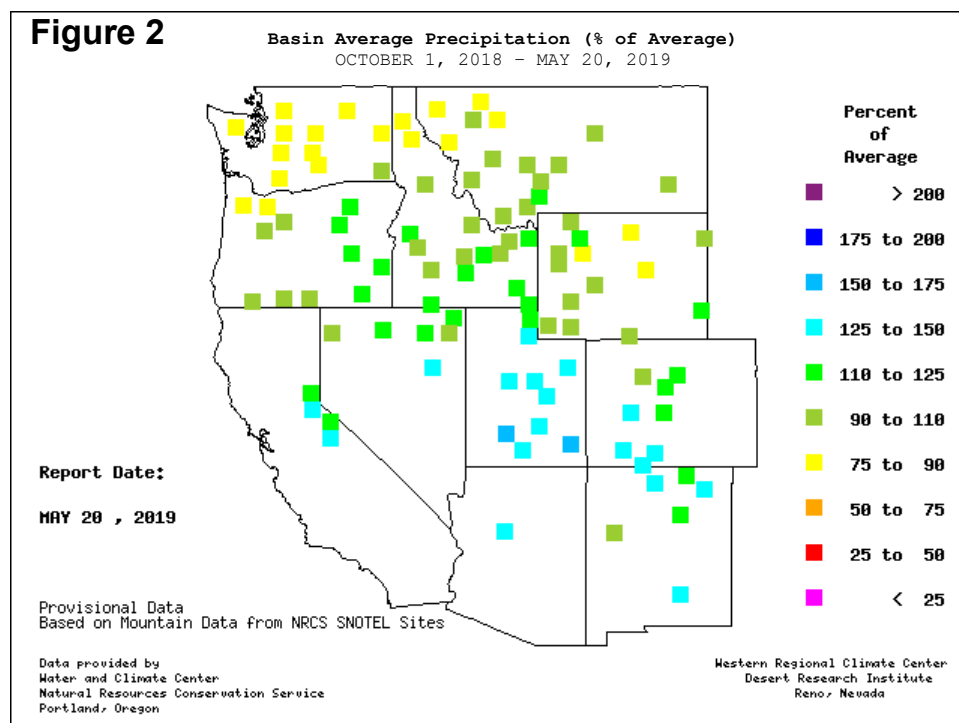 Figure 2
Basin Average Precipitation (% of Average)
OCTOBER 1, 2018 - MAY 20, 2019
Percent
of
Average
> 200
175 to 200
150 to 175
125 to 150
110 to 125
90 to 110
75 to 90
50 to 75
25 to 50
< 25
Report Date:
MAY 20 , 2019
Provisional Data
Based on Mountain Data from NRCS SNOTEL Sites
Data provided by
Water and Climate Center
Natural Resources Conservation Service
Portland, Oregon
Western Regional Climate Center
Desert Research Institute
Reno, Nevada